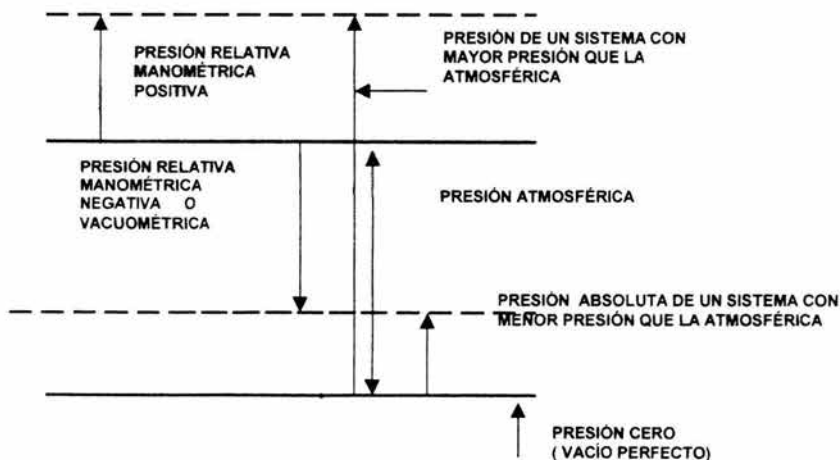 PRESIÓN RELATIVA
MANOMÉTRICA
POSITIVA
PRESIÓN DE UN SISTEMA CON
MAYOR PRESIÓN QUE LA
ATMOSFÉRICA
PRESIÓN RELATIVA
MANOMÉTRICA
NEGATIVA O
VACUOMÉTRICA
PRESIÓN ATMOSFÉRICA
PRESIÓN ABSOLUTA DE UN SISTEMA CON
MENOR PRESIÓN QUE LA ATMOSFÉRICA
PRESIÓN CERO
( VACÍO PERFECTO)